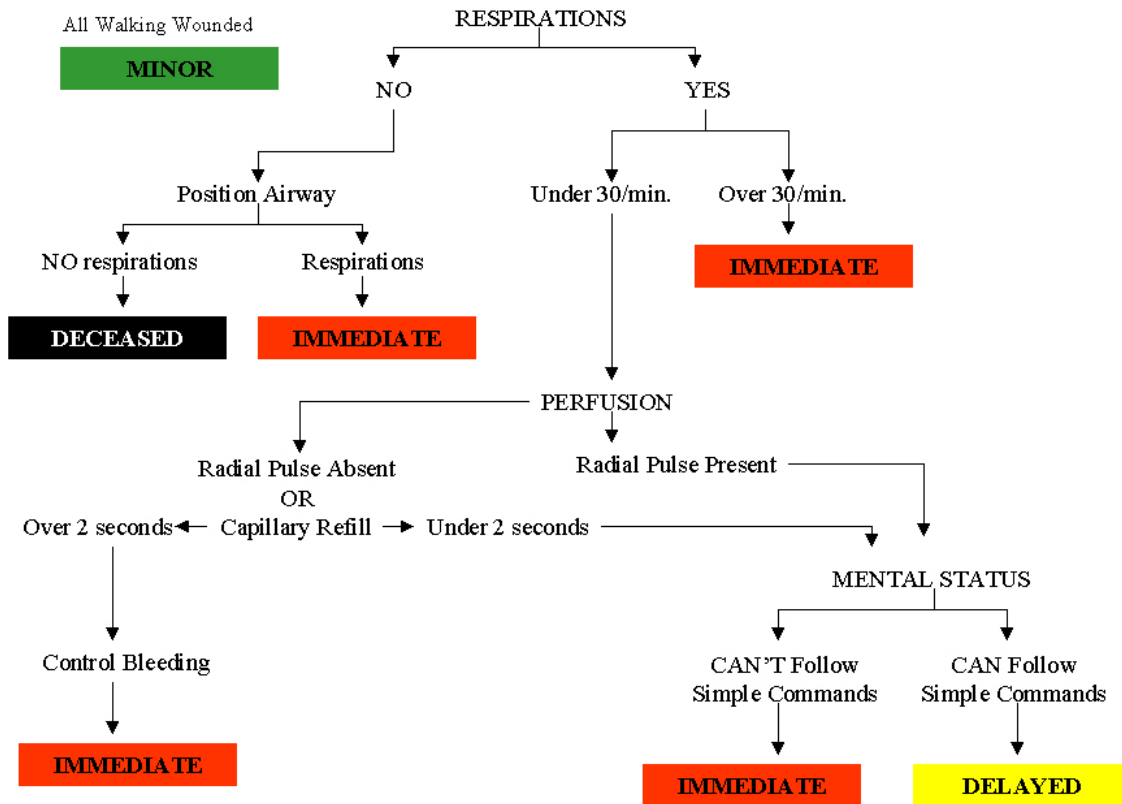 All Walking Wounded
MINOR
RESPIRATIONS
NO
YES
Position Airway
Under 30/min.
Over 30/min.
NO respirations
Respirations
IMMEDIATE
DECEASED
IMMEDIATE
PERFUSION
Radial Pulse Absent
OR
Radial Pulse Present
Over 2 seconds
Capillary Refill
Under 2 seconds
MENTAL STATUS
Control Bleeding
CAN'T Follow
Simple Commands
CAN Follow
Simple Commands
IMMEDIATE
IMMEDIATE
DELAYED